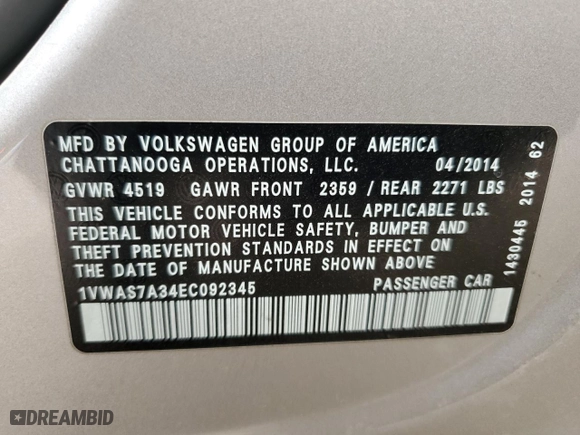 MFD BY VOLKSWAGEN GROUP OF AMERICA
CHATTANOOGA OPERATIONS, LLC. 04/2014
GVWR 4519 GAWR FRONT 2359 / REAR 2271 LBS
THIS VEHICLE CONFORMS TO ALL APPLICABLE U.S.
FEDERAL MOTOR VEHICLE SAFETY, BUMPER AND
THEFT PREVENTION STANDARDS IN EFFECT ON
THE DATE OF MANUFACTURE SHOWN ABOVE
1VWAS7A34EC092345 PASSENGER CAR
1430445 2014 62
DREAMBID